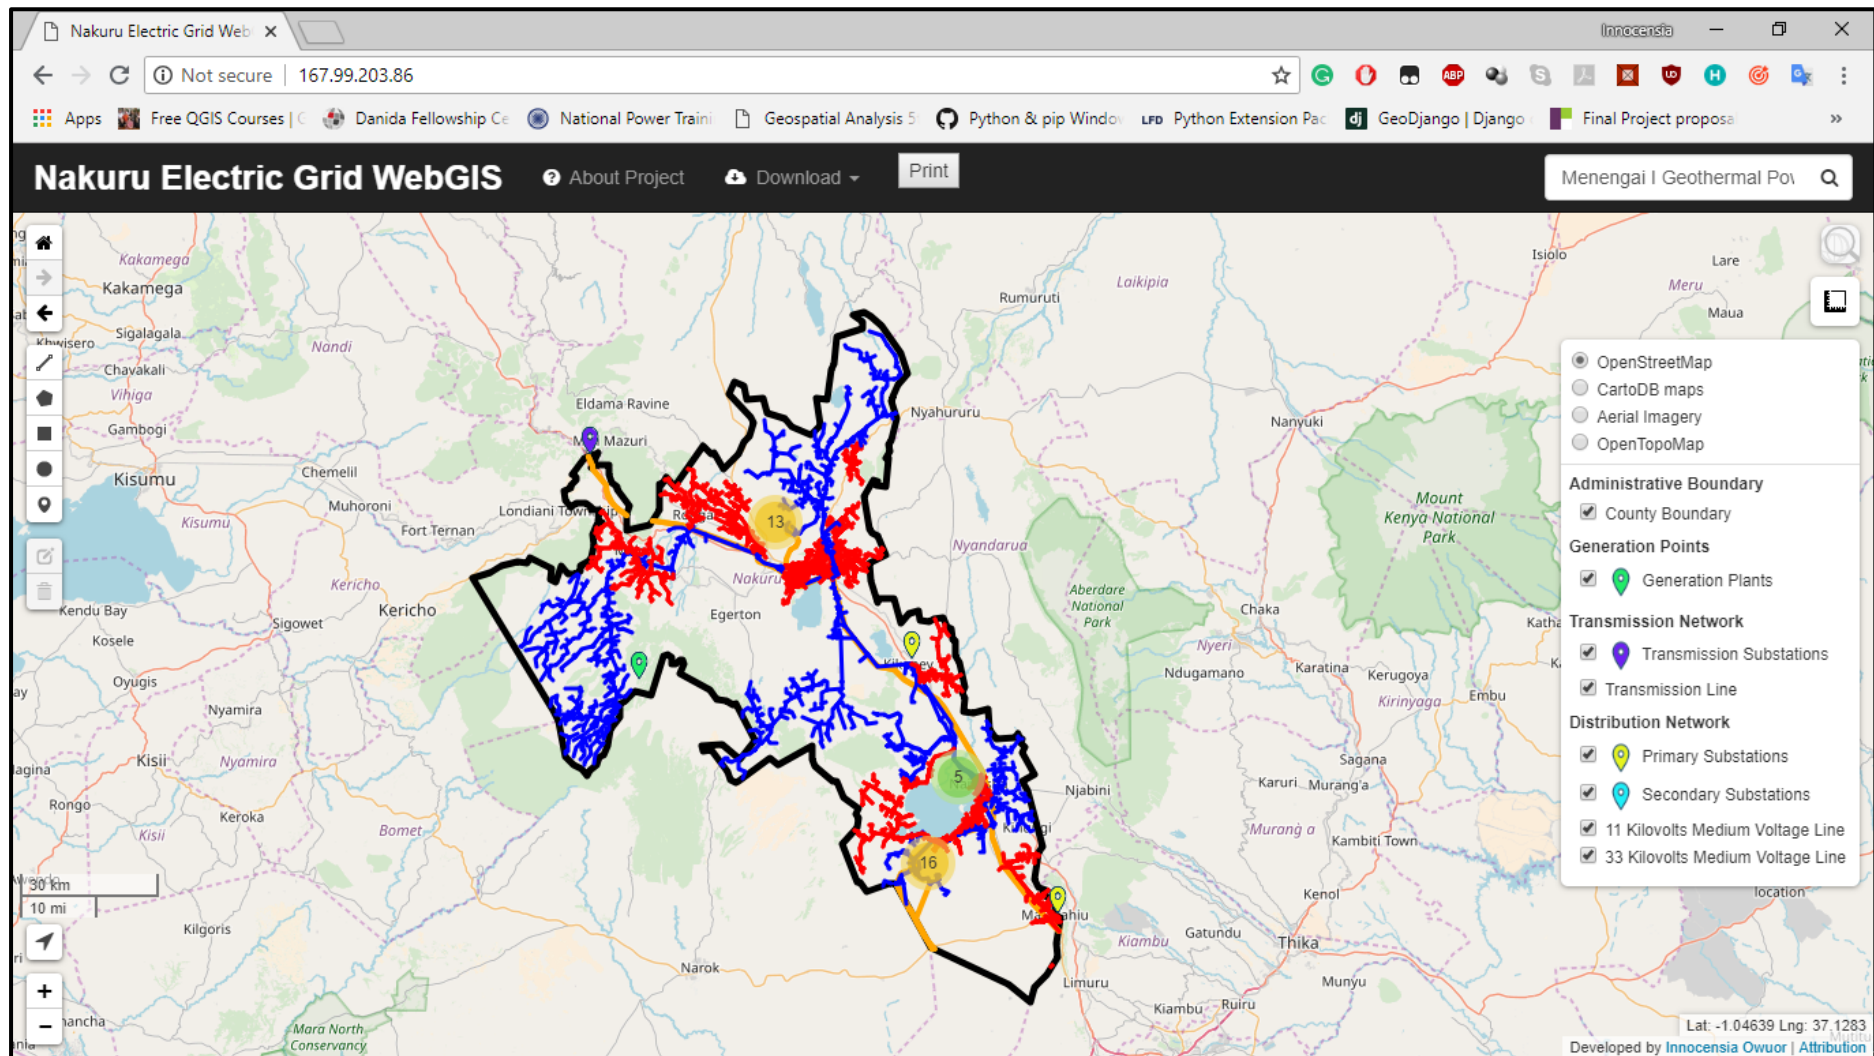 Nakuru Electric Grid Web
Innocensia
Not secure | 167.99.203.86
Apps
Free QGIS Courses |
Danida Fellowship Ce
National Power Traini
Geospatial Analysis 5
Python & pip Window
LFD Python Extension Pac
dj GeoDjango | Django
Final Project proposa
Nakuru Electric Grid WebGIS
About Project
Download
Print
Menengai I Geothermal Pow
Kakamega
Kakamega
Sigalagala
Khwisero
Nandi
Chavakali
Vihiga
Gambogi
Kisumu
Chemelil
Muhoroni
Kisumu
Fort Ternan
Londiani Township
Eldama Ravine
Mazuri
Rumuruti
Laikipia
Nyahururu
Isiolo
Lare
Meru
Maua
Nanyuki
Mount
Kenya National
Park
Nyandarua
Aberdare
National
Park
Nyeri
Chaka
Ndugamano
Karatina
Kerugoya
Kirinyaga
Embu
Kendu Bay
Kosele
Kericho
Kericho
Sigowet
Egerton
Nakuru
13
Oyugis
Nyamira
Kisii
Nyamira
Rongo
Keroka
Kisii
Bomet
5
16
Njabini
Sagana
Karuri
Murang'a
Murang'a
Kambiti Town
Kenol
location
Kiambu
Gatundu
Thika
Limuru
Munyu
Kiambu
Ruiru
Kilgoris
Narok
Mara North
Conservancy
30 km
10 mi
+
−
OpenStreetMap
CartoDB maps
Aerial Imagery
OpenTopoMap
Administrative Boundary
County Boundary
Generation Points
Generation Plants
Transmission Network
Transmission Substations
Transmission Line
Distribution Network
Primary Substations
Secondary Substations
11 Kilovolts Medium Voltage Line
33 Kilovolts Medium Voltage Line
Lat: -1.04639 Lng: 37.1283
Developed by Innocensia Owuor | Attribution